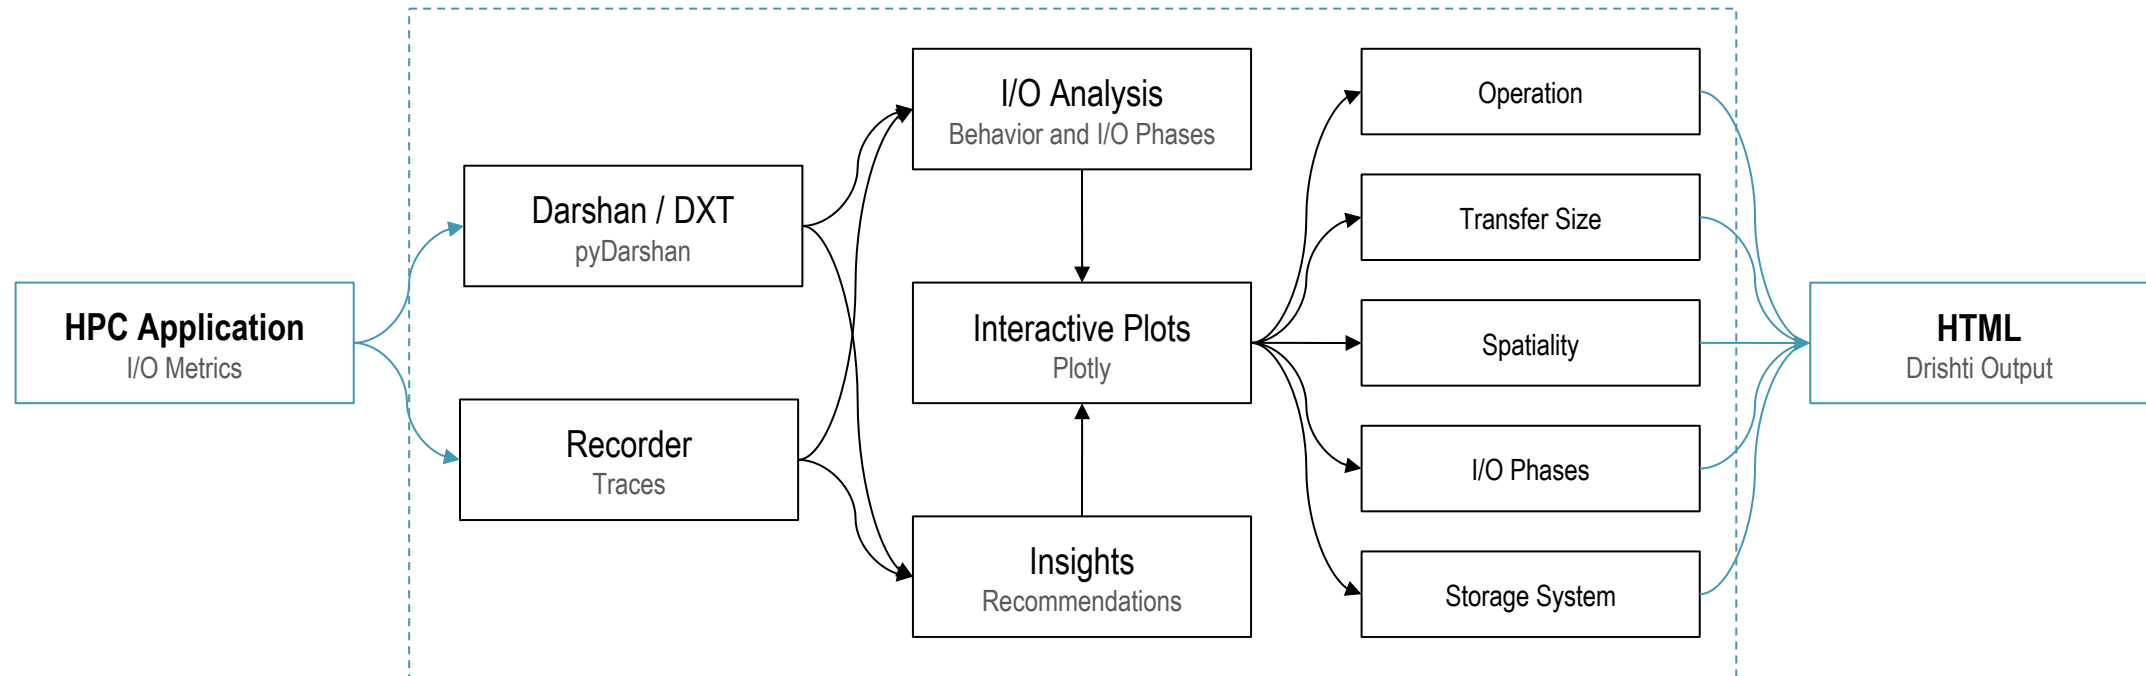 HPC Application
I/O Metrics
Darshan / DXT
pyDarshan
Recorder
Traces
I/O Analysis
Behavior and I/O Phases
Interactive Plots
Plotly
Insights
Recommendations
Operation
Transfer Size
Spatiality
I/O Phases
Storage System
HTML
Drishti Output